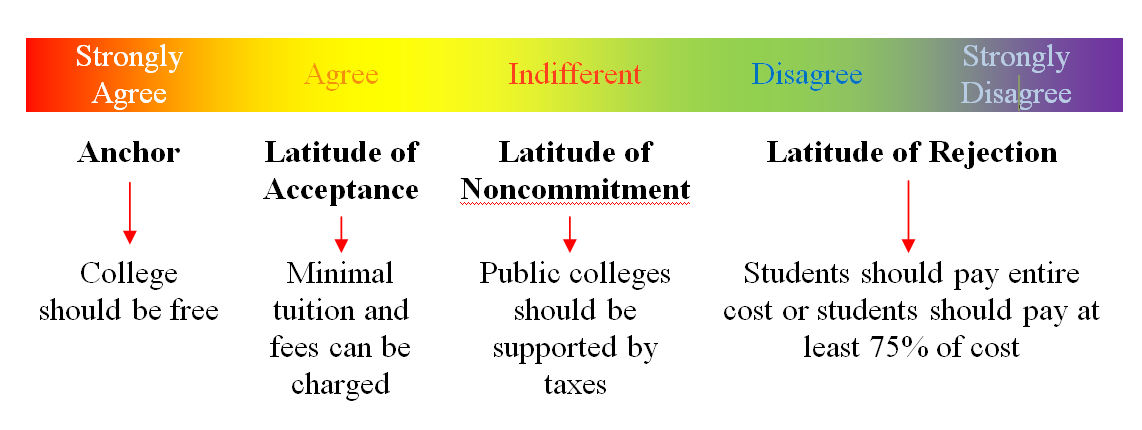 Strongly
Agree
Agree
Indifferent
Disagree
Strongly
Disagree
Anchor
Latitude of
Acceptance
Latitude of
Noncommitment
Latitude of Rejection
College
should be free
Minimal
tuition and
fees can be
charged
Public colleges
should be
supported by
taxes
Students should pay entire
cost or students should pay at
least 75% of cost